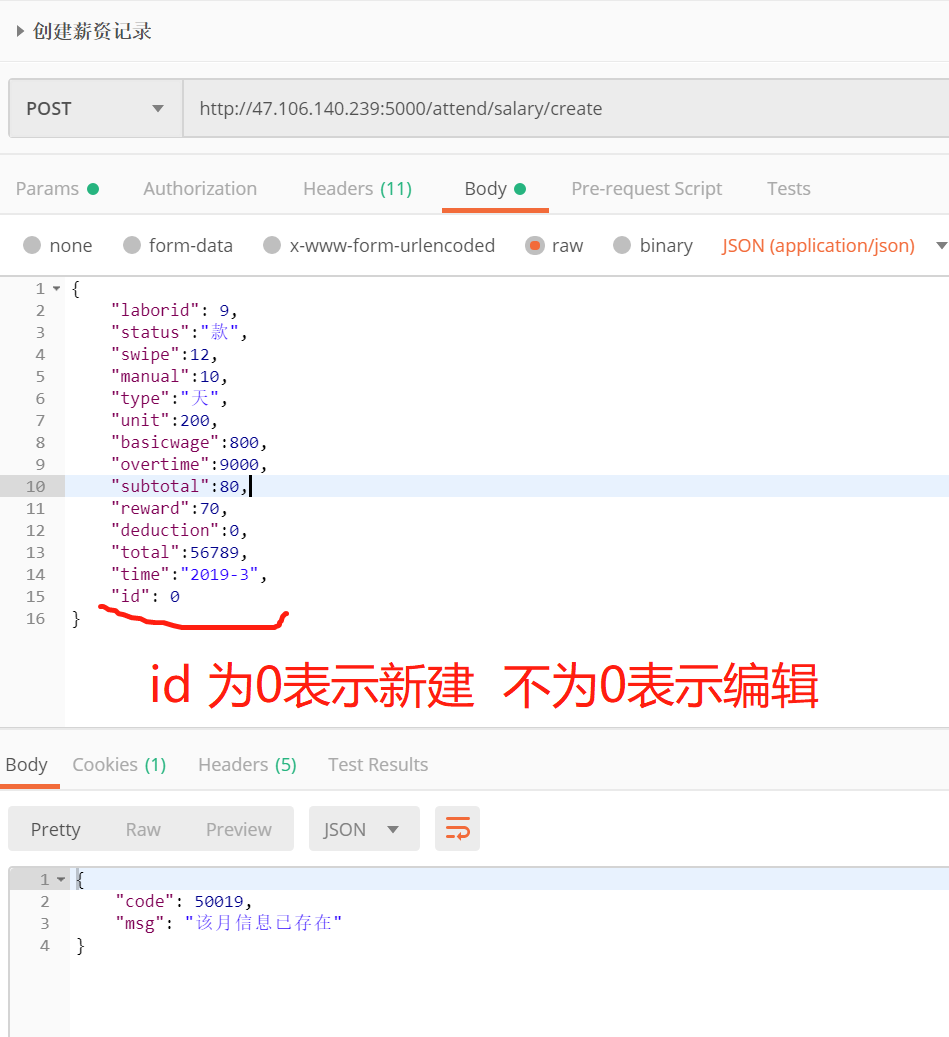 创建薪资记录
POST http://47.106.140.239:5000/attend/salary/create
Params Authorization Headers (11) Body Pre-request Script Tests
none form-data x-www-form-urlencoded raw binary JSON (application/json)
1 {
2 "laborid": 9,
3 "status":"款",
4 "swipe":12,
5 "manual":10,
6 "type":"天",
7 "unit":200,
8 "basicwage":800,
9 "overtime":9000,
10 "subtotal":80,
11 "reward":70,
12 "deduction":0,
13 "total":56789,
14 "time":"2019-3",
15 "id": 0
16 }
id 为0表示新建 不为0表示编辑
Body Cookies (1) Headers (5) Test Results
Pretty Raw Preview JSON
1 {
2 "code": 50019,
3 "msg": "该月信息已存在"
4 }